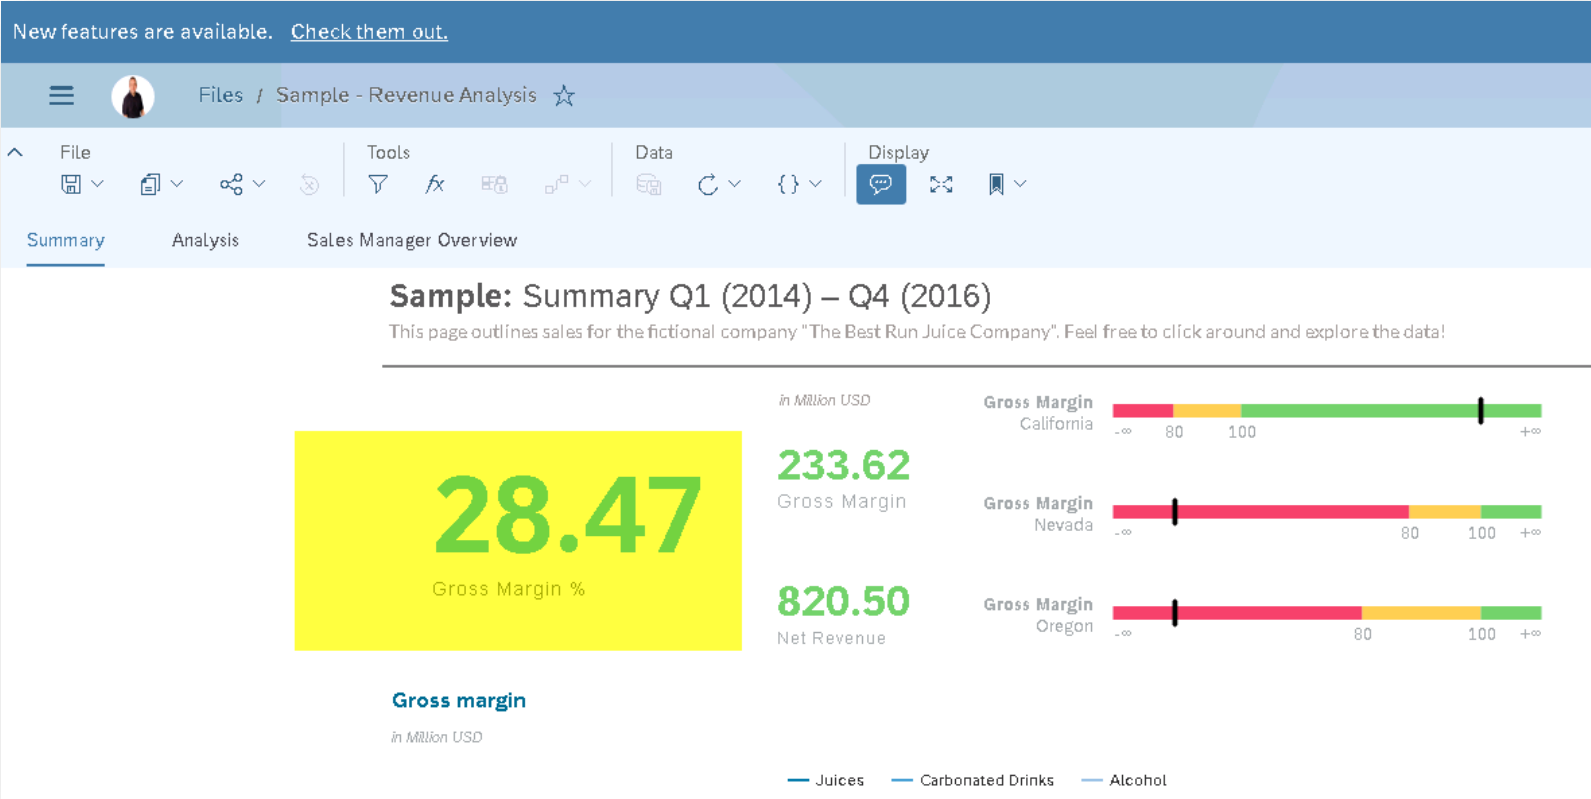 New features are available. Check them out.
Files / Sample - Revenue Analysis
File Tools Data Display
fx
Summary Analysis Sales Manager Overview
Sample: Summary Q1 (2014) – Q4 (2016)
This page outlines sales for the fictional company "The Best Run Juice Company". Feel free to click around and explore the data!
28.47
Gross Margin %
in Million USD
233.62
Gross Margin
820.50
Net Revenue
Gross Margin
California
-∞ 80 100 +∞
Gross Margin
Nevada
-∞ 80 100 +∞
Gross Margin
Oregon
-∞ 80 100 +∞
Gross margin
in Million USD
Juices Carbonated Drinks Alcohol